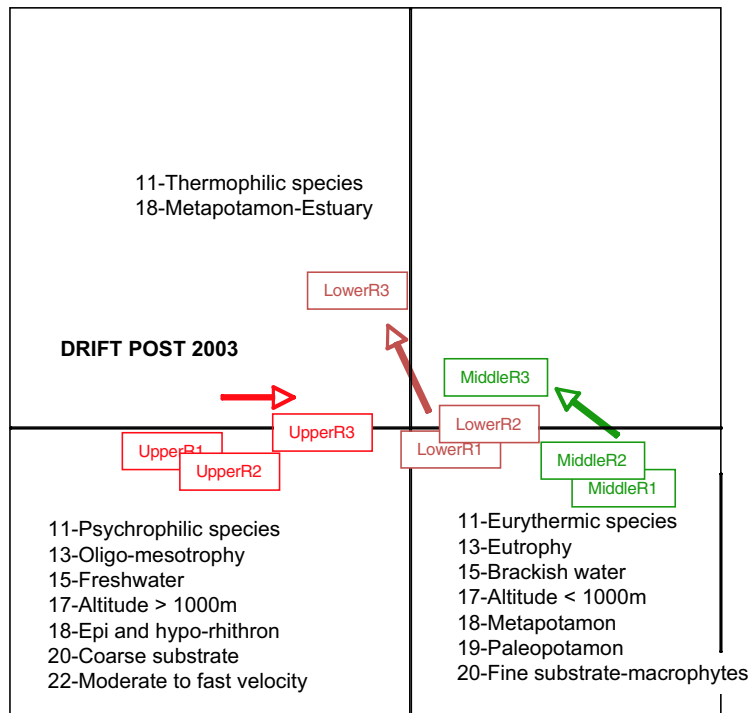 11-Thermophilic species
18-Metapotamon-Estuary
LowerR3
DRIFT POST 2003
MiddleR3
LowerR2
UpperR3
UpperR1
LowerR1
MiddleR2
UpperR2
MiddleR1
11-Psychrophilic species
13-Oligo-mesotrophy
15-Freshwater
17-Altitude > 1000m
18-Epi and hypo-rhithron
20-Coarse substrate
22-Moderate to fast velocity
11-Eurythermic species
13-Eutrophy
15-Brackish water
17-Altitude < 1000m
18-Metapotamon
19-Paleopotamon
20-Fine substrate-macrophytes